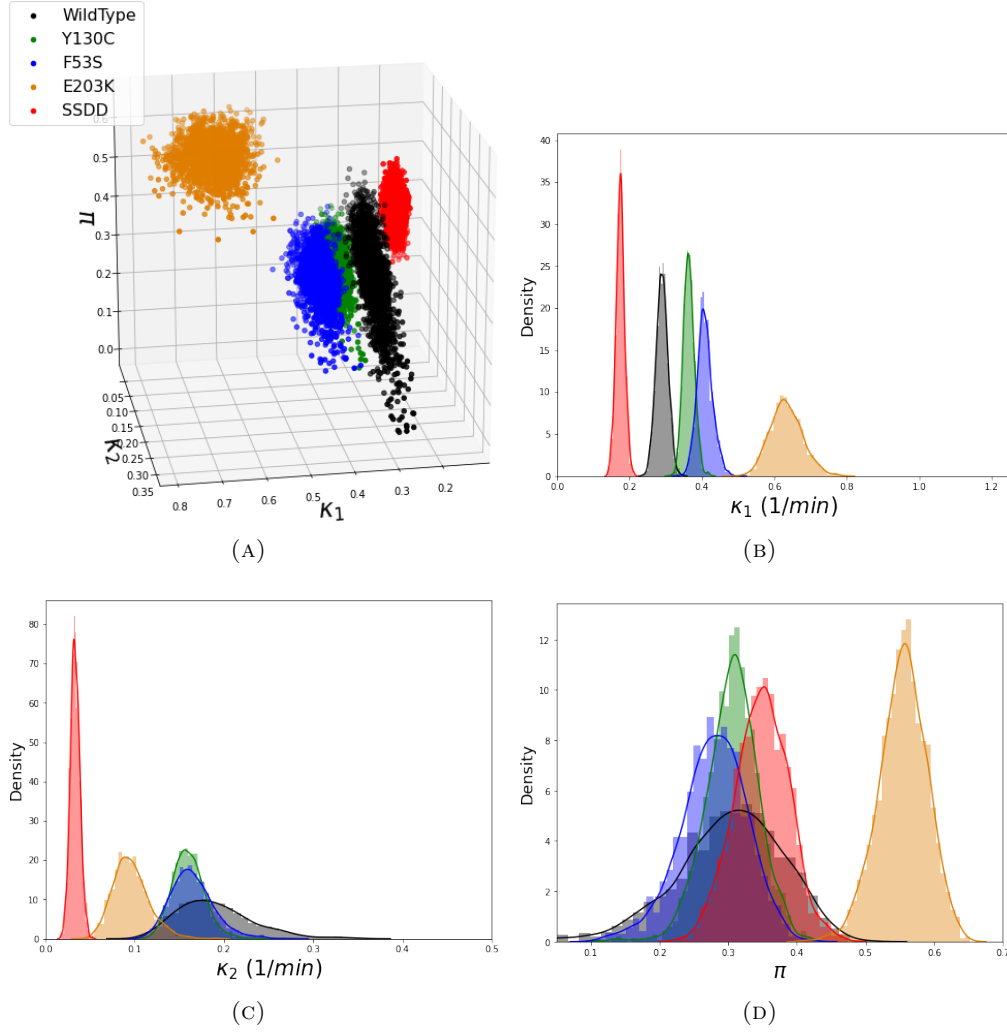 WildType
Y130C
F53S
E203K
SSDD
0.5
0.4
0.3
0.2
0.1
0.0
π
0.05
0.10
0.15
0.20
0.25
0.30
0.35
κ2
0.8 0.7 0.6 0.5 0.4 0.3 0.2
κ1
(A)
40
35
30
25
20
15
10
5
0
Density
0.0 0.2 0.4 0.6 0.8 1.0 1.2
κ1 (1/min)
(B)
80
70
60
50
40
30
20
10
0
Density
0.0 0.1 0.2 0.3 0.4 0.5
κ2 (1/min)
(C)
12
10
8
6
4
2
0
Density
0.1 0.2 0.3 0.4 0.5 0.6 0.7
π
(D)